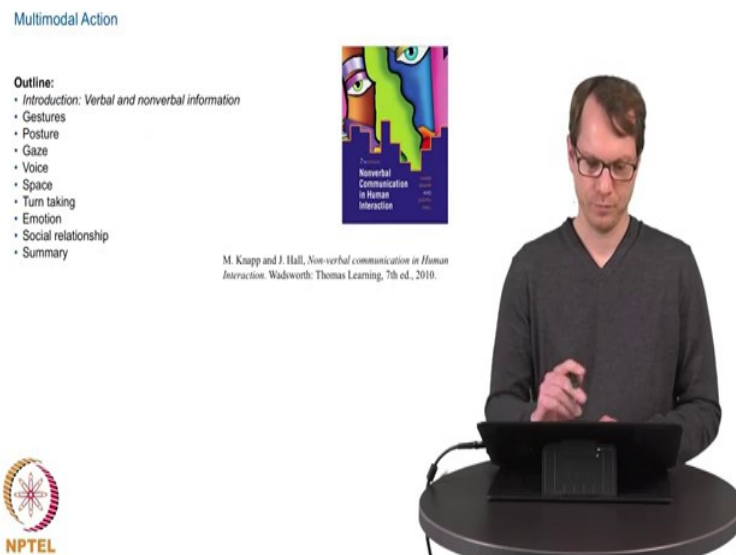 Multimodal Action
Outline:
• Introduction: Verbal and nonverbal information
• Gestures
• Posture
• Gaze
• Voice
• Space
• Turn taking
• Emotion
• Social relationship
• Summary
Nonverbal
Communication
in Human
Interaction
M. Knapp and J. Hall, Non-verbal communication in Human
Interaction. Wadsworth: Thomas Learning, 7th ed., 2010.
NPTEL